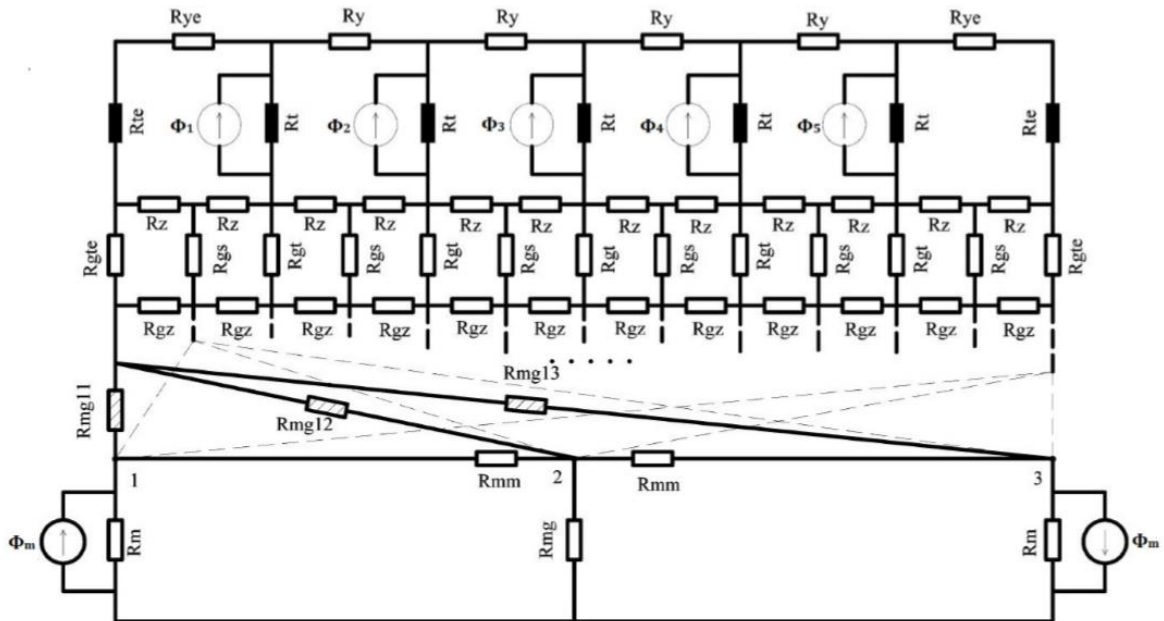 Rye Ry Ry Ry Ry Rye
Rte Φ1 Rt Φ2 Rt Φ3 Rt Φ4 Rt Φ5 Rt Rte
Rz Rz Rz Rz Rz Rz Rz Rz Rz Rz Rz Rz
Rgte Rgs Rgt Rgs Rgt Rgs Rgt Rgs Rgt Rgs Rgt Rgs Rgte
Rgz Rgz Rgz Rgz Rgz Rgz Rgz Rgz Rgz Rgz Rgz Rgz
. . . . .
Rmg13
Rmg11
Rmg12
1 Rmm 2 Rmm 3
Φm Rm Rmg Rm Φm